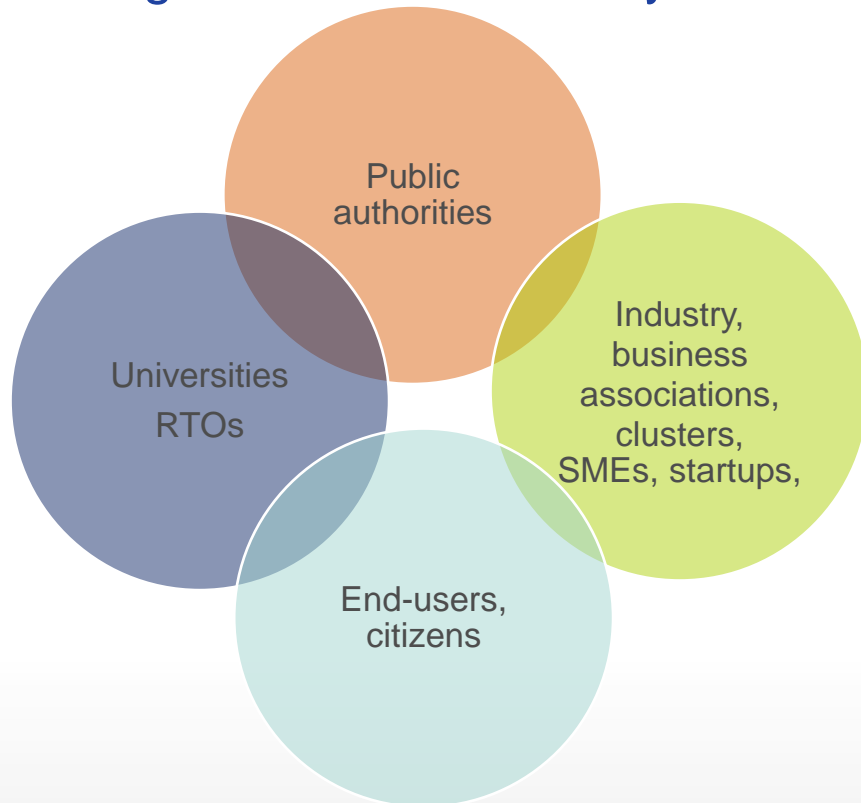 Public
authorities
Industry,
business
associations,
clusters,
SMEs, startups,
Universities
RTOs
End-users,
citizens